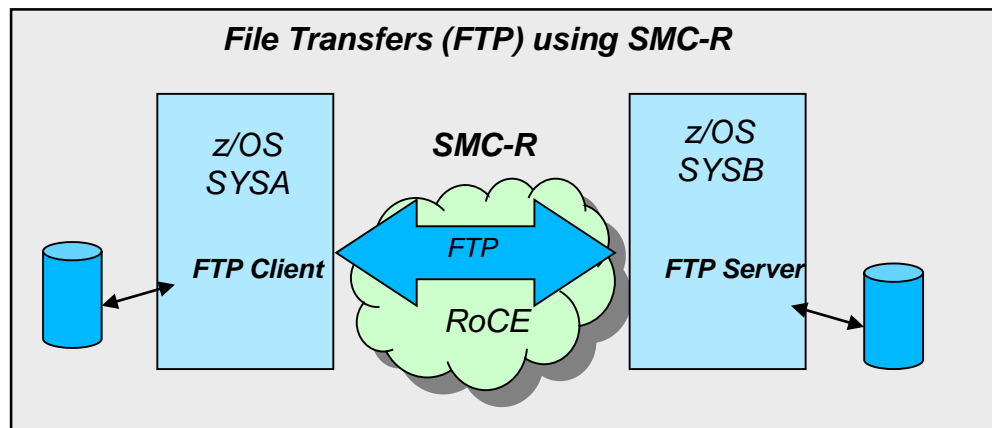 File Transfers (FTP) using SMC-R
z/OS
SYSA
FTP Client
SMC-R
FTP
RoCE
z/OS
SYSB
FTP Server